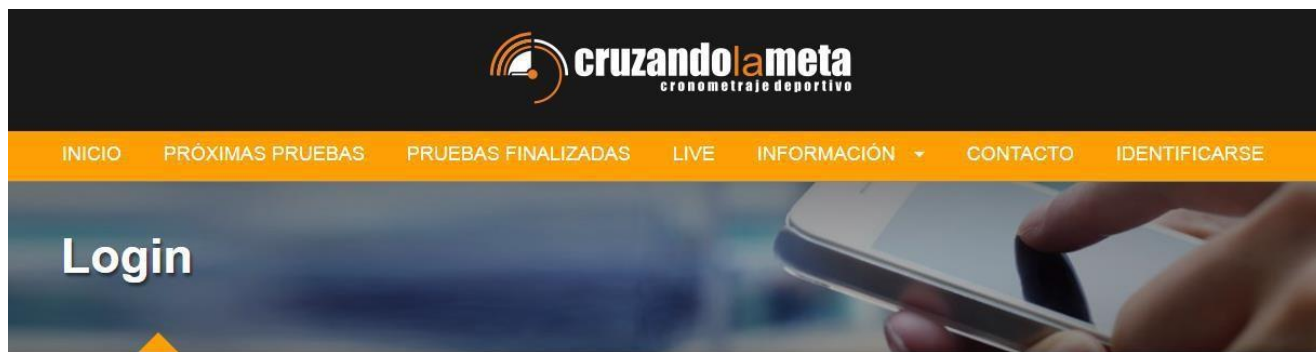 cruzandolameta
cronometraje deportivo
INICIO PRÓXIMAS PRUEBAS PRUEBAS FINALIZADAS LIVE INFORMACIÓN CONTACTO IDENTIFICARSE
Login